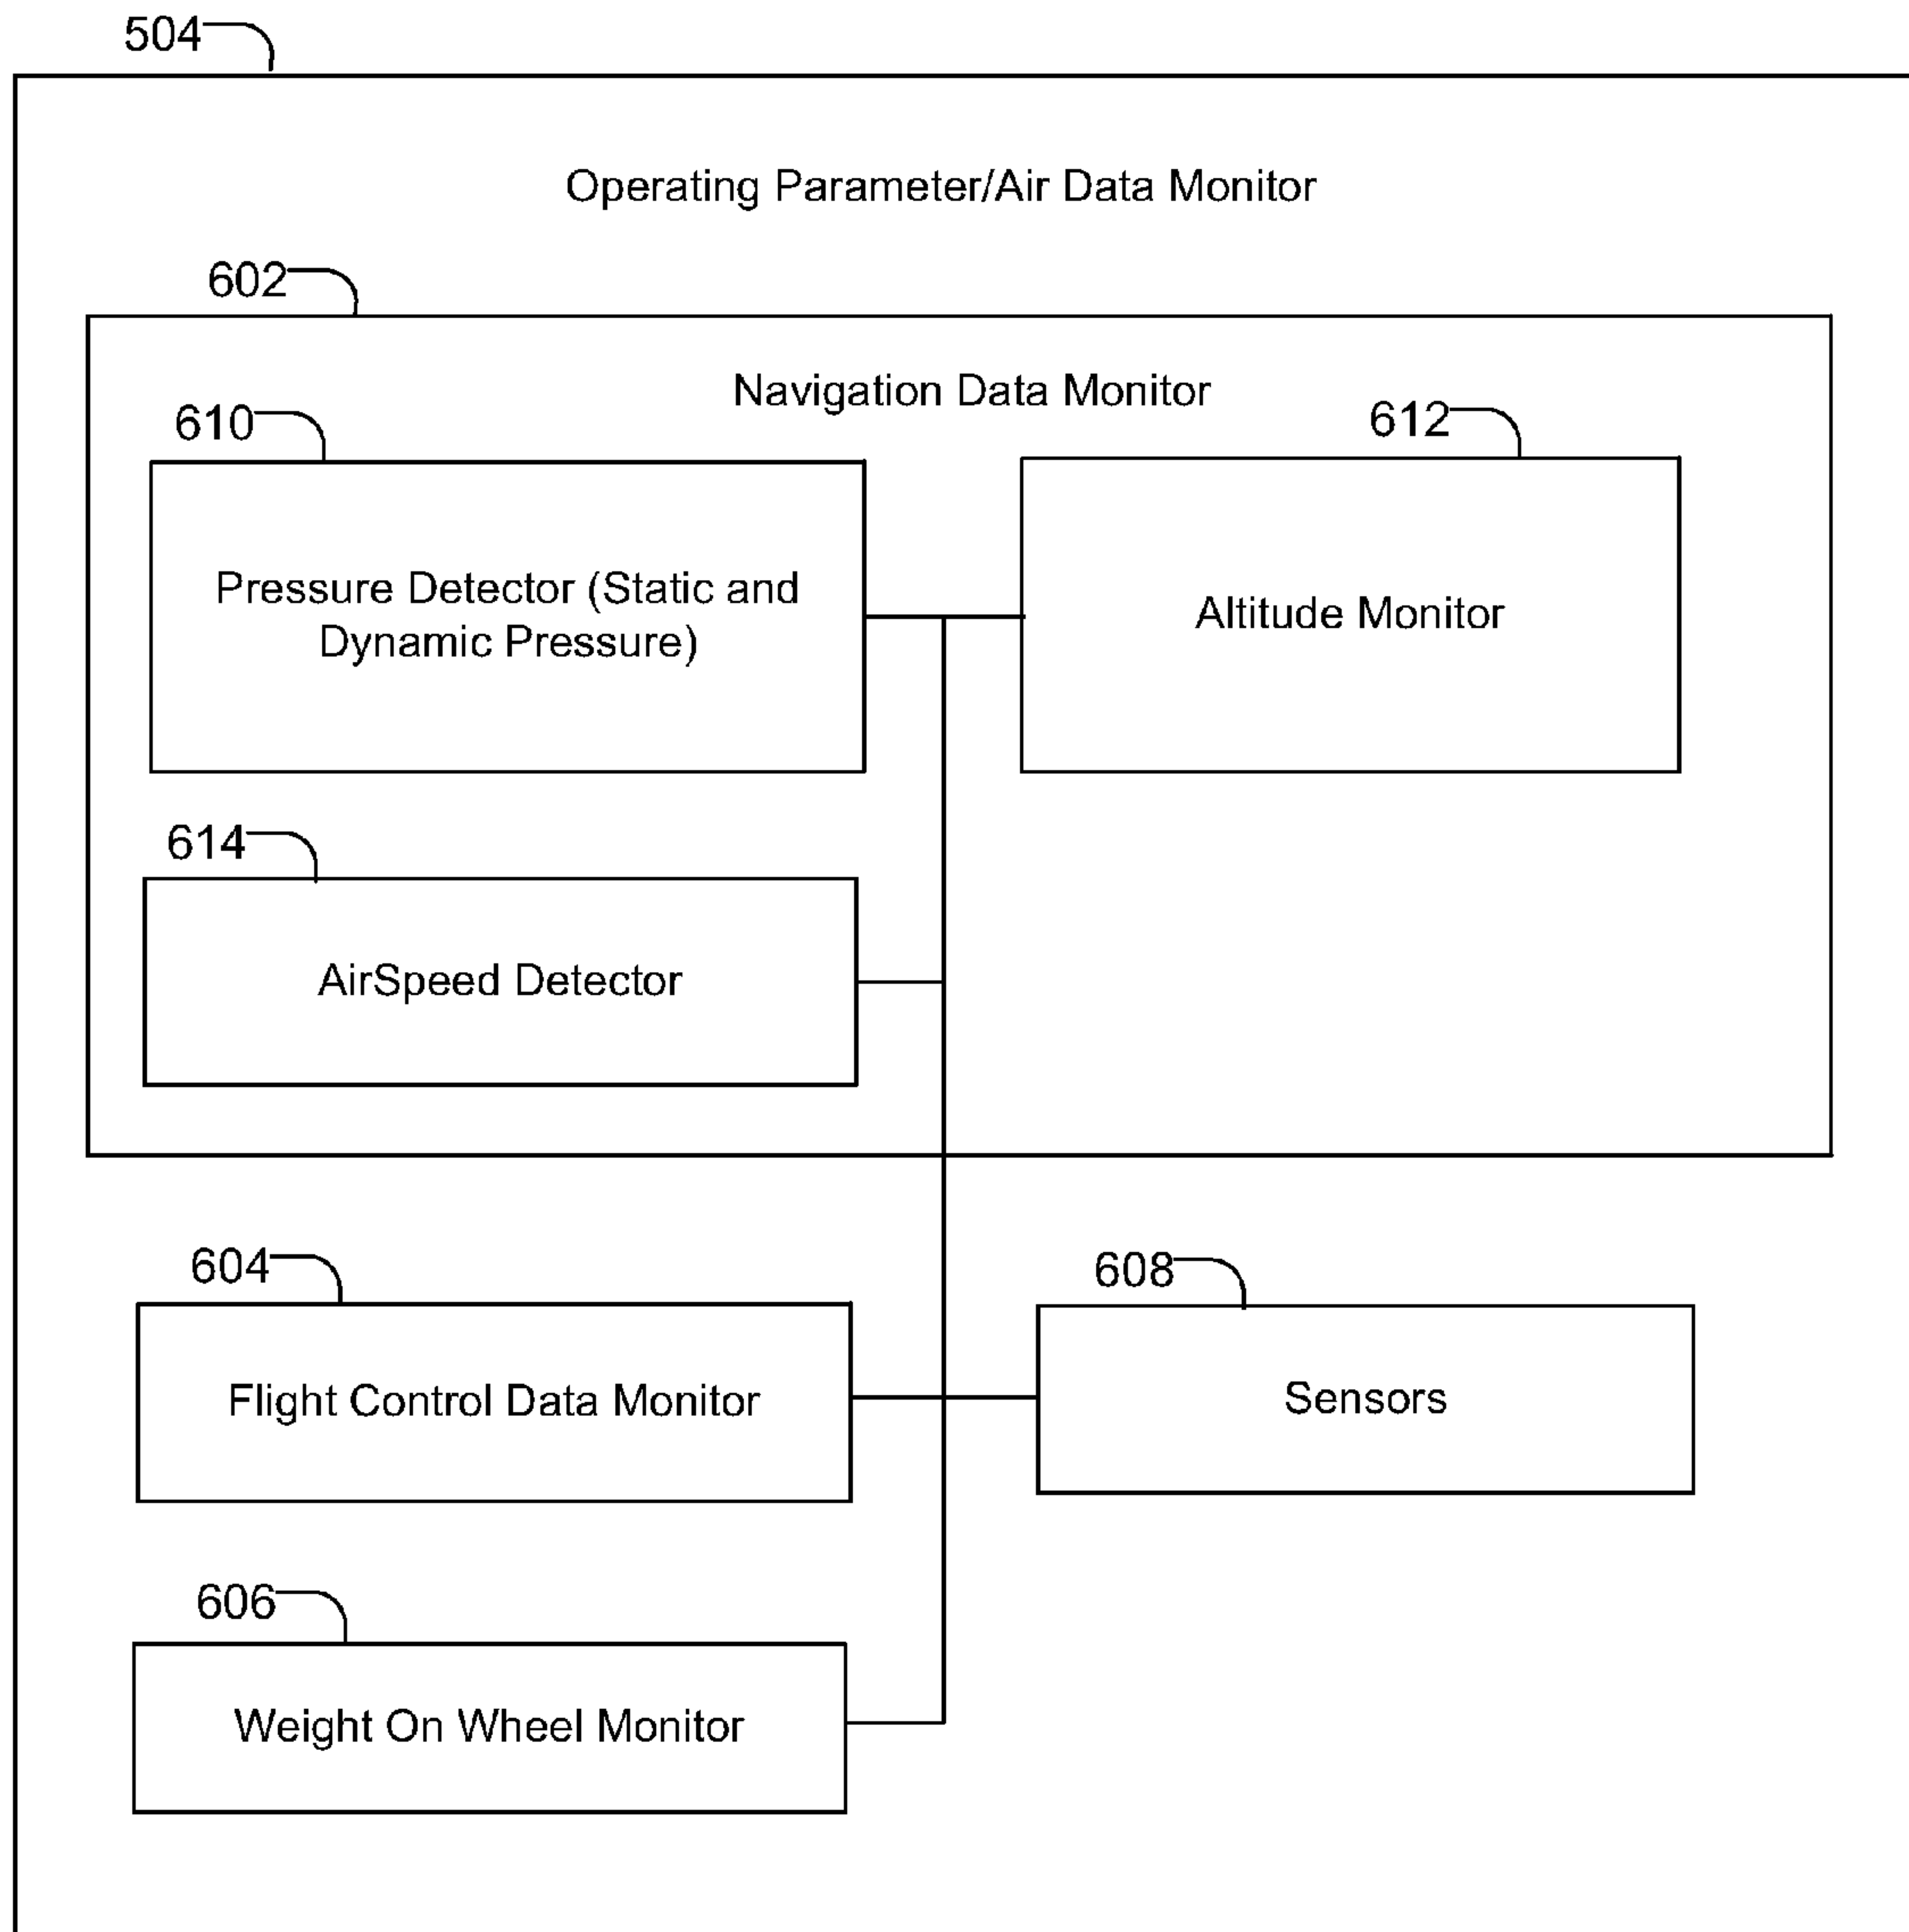 504
Operating Parameter/Air Data Monitor
602
Navigation Data Monitor
610
612
Pressure Detector (Static and
Dynamic Pressure)
Altitude Monitor
614
AirSpeed Detector
604
608
Flight Control Data Monitor
Sensors
606
Weight On Wheel Monitor